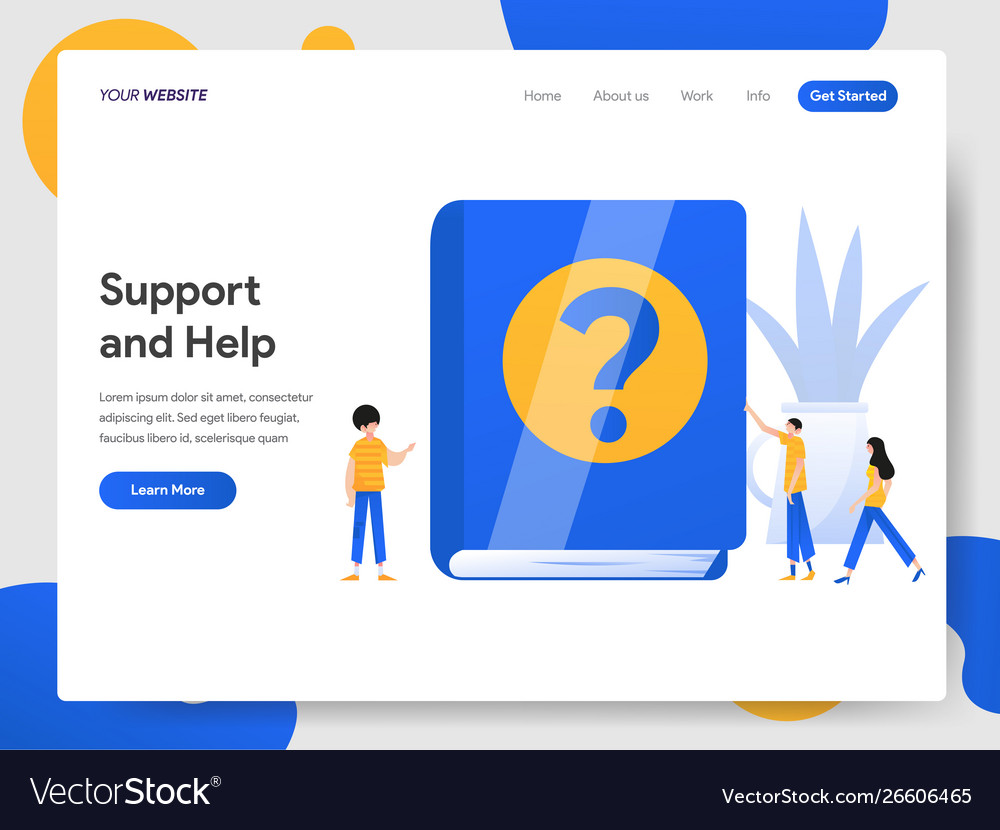 YOUR WEBSITE
Home About us Work Info Get Started
Support
and Help
Lorem ipsum dolor sit amet, consectetur
adipiscing elit. Sed eget libero feugiat,
faucibus libero id, scelerisque quam
Learn More
?
VectorStock®
VectorStock.com/26606465